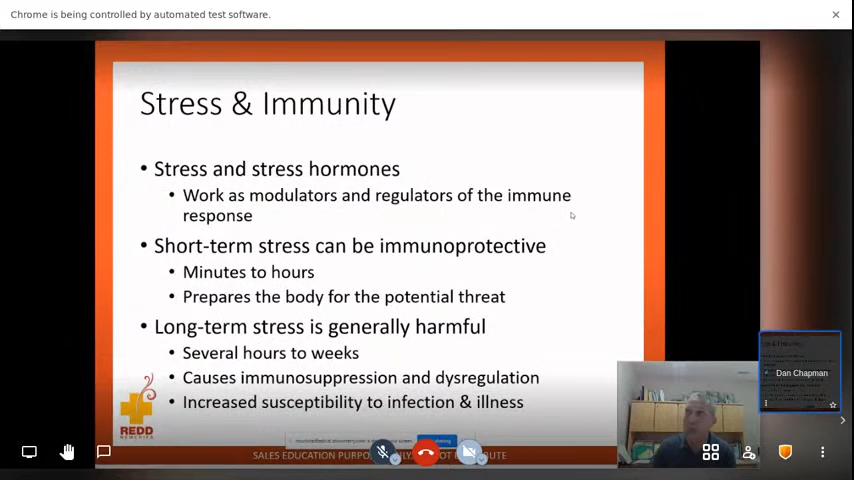 Chrome is being controlled by automated test software.
Stress & Immunity
• Stress and stress hormones
• Work as modulators and regulators of the immune
response
• Short-term stress can be immunoprotective
• Minutes to hours
• Prepares the body for the potential threat
• Long-term stress is generally harmful
• Several hours to weeks
• Causes immunosuppression and dysregulation
• Increased susceptibility to infection & illness
Dan Chapman
REDD
REMEDIES
SALES EDUCATION